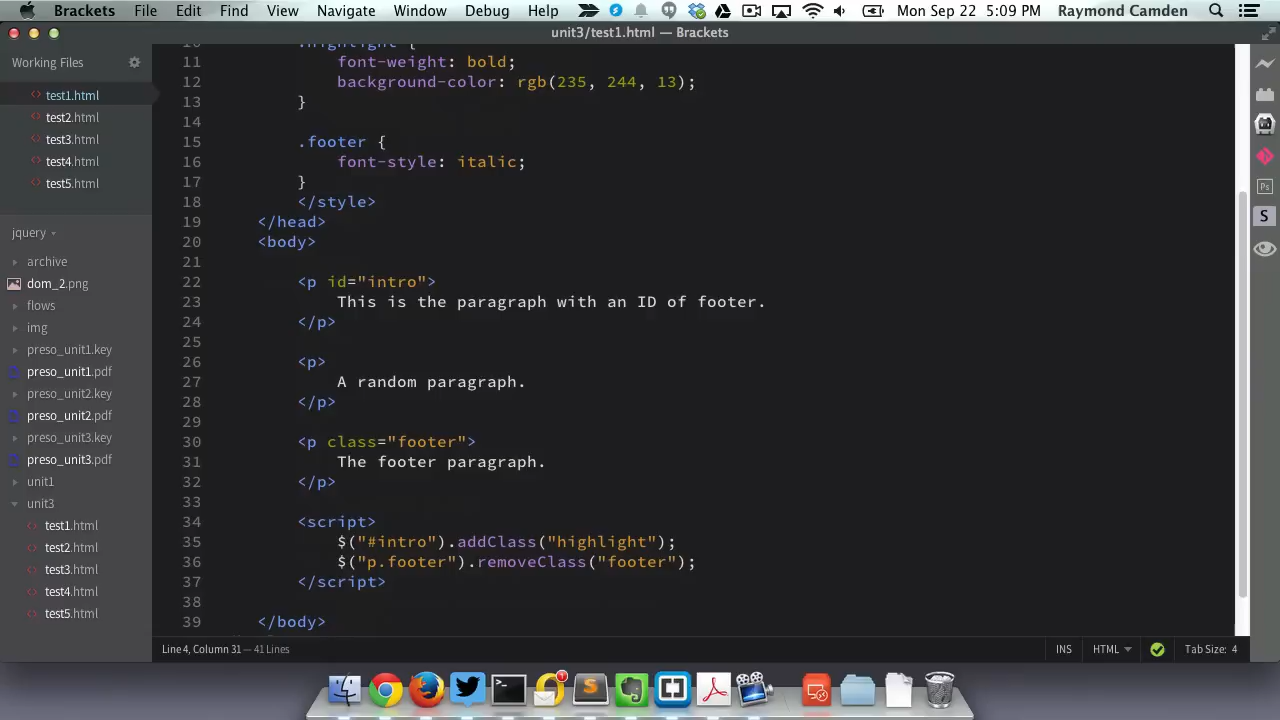 Brackets File Edit Find View Navigate Window Debug Help Mon Sep 22 5:09 PM Raymond Camden
unit3/test1.html — Brackets
Working Files
test1.html
test2.html
test3.html
test4.html
test5.html
jquery
archive
dom_2.png
flows
img
preso_unit1.key
preso_unit1.pdf
preso_unit2.key
preso_unit2.pdf
preso_unit3.key
preso_unit3.pdf
unit1
unit3
test1.html
test2.html
test3.html
test4.html
test5.html
10 .highlight {
11 font-weight: bold;
12 background-color: rgb(235, 244, 13);
13 }
14
15 .footer {
16 font-style: italic;
17 }
18 </style>
19 </head>
20 <body>
21
22 <p id="intro">
23 This is the paragraph with an ID of footer.
24 </p>
25
26 <p>
27 A random paragraph.
28 </p>
29
30 <p class="footer">
31 The footer paragraph.
32 </p>
33
34 <script>
35 $("#intro").addClass("highlight");
36 $("p.footer").removeClass("footer");
37 </script>
38
39 </body>
Ps
S
Line 4, Column 31 — 41 Lines INS HTML Tab Size: 4